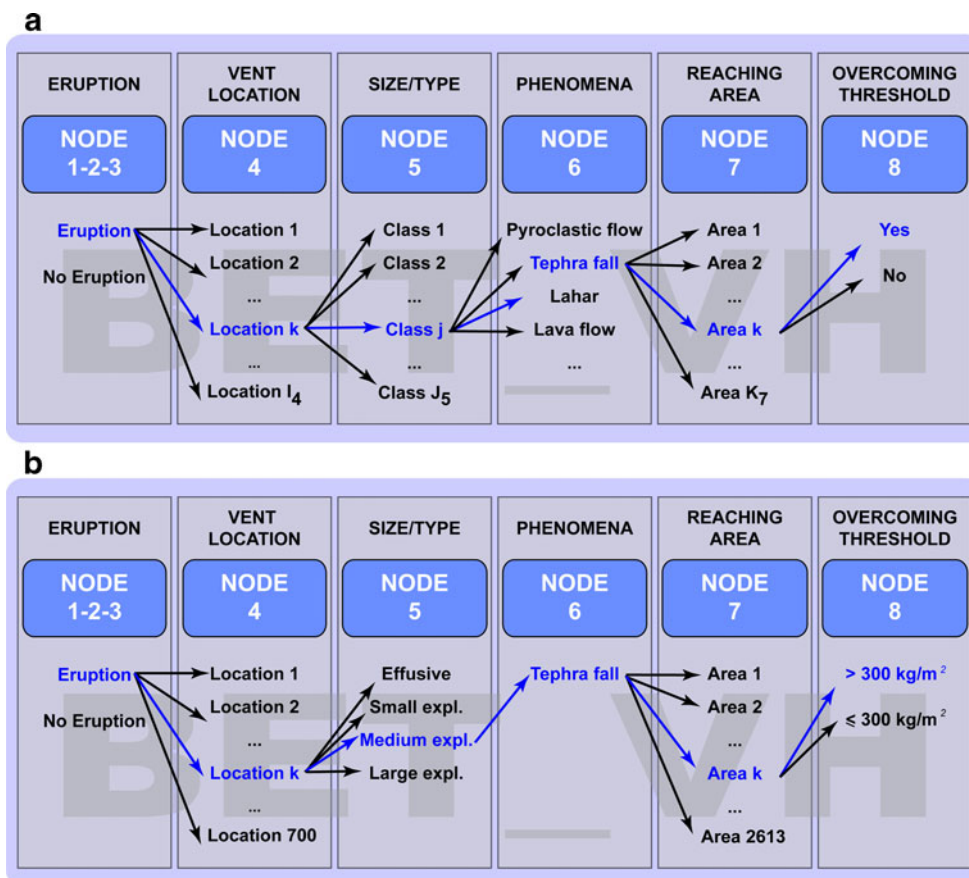 a
ERUPTION
VENT
LOCATION
SIZE/TYPE
PHENOMENA
REACHING
AREA
OVERCOMING
THRESHOLD
NODE
1-2-3
NODE
4
NODE
5
NODE
6
NODE
7
NODE
8
Eruption
No Eruption
Location 1
Location 2
...
Location k
...
Location I4
Class 1
Class 2
...
Class j
...
Class J5
Pyroclastic flow
Tephra fall
Lahar
Lava flow
...
Area 1
Area 2
...
Area k
...
Area K7
Yes
No
BET_VH
b
ERUPTION
VENT
LOCATION
SIZE/TYPE
PHENOMENA
REACHING
AREA
OVERCOMING
THRESHOLD
NODE
1-2-3
NODE
4
NODE
5
NODE
6
NODE
7
NODE
8
Eruption
No Eruption
Location 1
Location 2
...
Location k
...
Location 700
Effusive
Small expl.
Medium expl.
Large expl.
Tephra fall
Area 1
Area 2
...
Area k
...
Area 2613
> 300 kg/m²
≤ 300 kg/m²
BET_VH